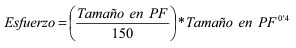 Esfuerzo = (Tamaño en PF / 150) * Tamaño en PF^0'4